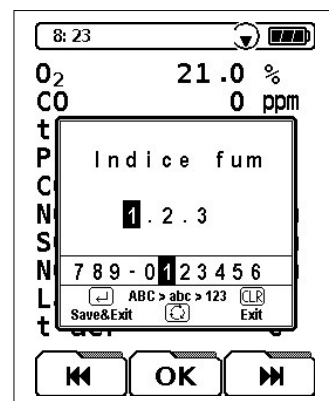 8:23
O₂ 21.0 %
CO 0 ppm
t
P
Indice fum
C
1.2.3
N
S
N
789-0123456
L
ABC > abc > 123 CLR
Save&Exit Exit
t
OK